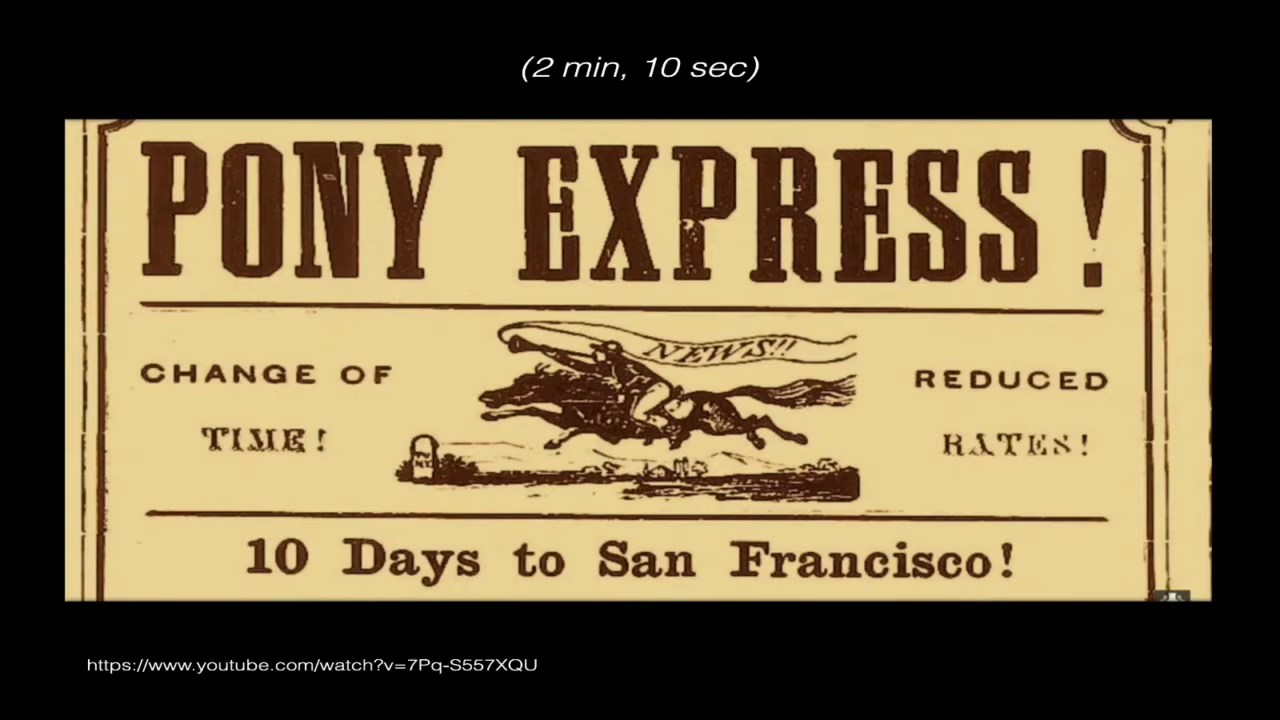 (2 min, 10 sec)
PONY EXPRESS!
NEWS!!
CHANGE OF
REDUCED
TIME!
RATES!
10 Days to San Francisco!
https://www.youtube.com/watch?v=7Pq-S557XQU